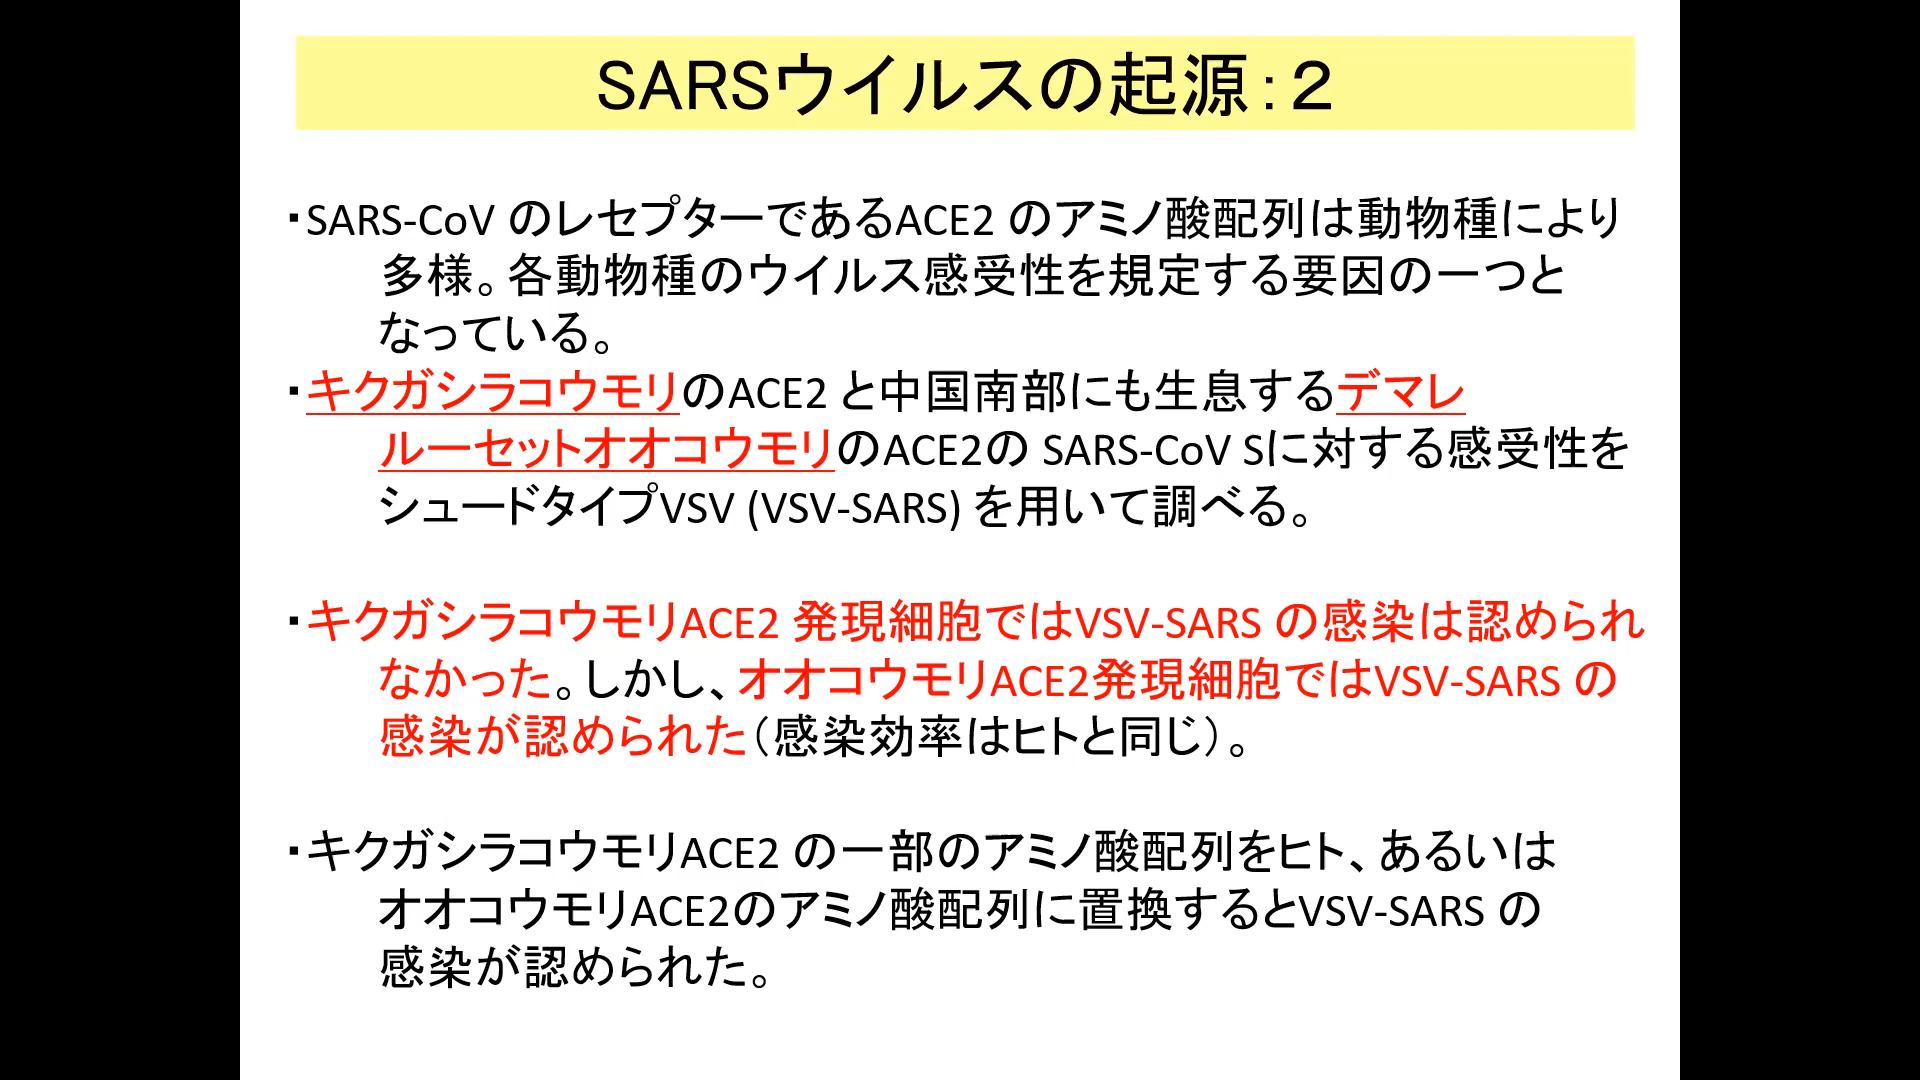 SARSウイルスの起源：２
・SARS-CoV のレセプターであるACE2 のアミノ酸配列は動物種により
多様。各動物種のウイルス感受性を規定する要因の一つと
なっている。
・キクガシラコウモリのACE2 と中国南部にも生息するデマレ
ルーセットオオコウモリのACE2の SARS-CoV Sに対する感受性を
シュードタイプVSV (VSV-SARS) を用いて調べる。
・キクガシラコウモリACE2 発現細胞ではVSV-SARS の感染は認められ
なかった。しかし、オオコウモリACE2発現細胞ではVSV-SARS の
感染が認められた（感染効率はヒトと同じ）。
・キクガシラコウモリACE2 の一部のアミノ酸配列をヒト、あるいは
オオコウモリACE2のアミノ酸配列に置換するとVSV-SARS の
感染が認められた。